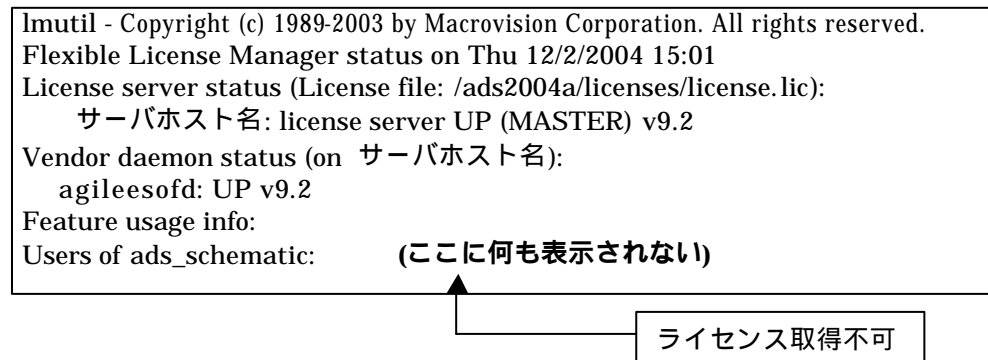 lmutil - Copyright (c) 1989-2003 by Macrovision Corporation. All rights reserved.
Flexible License Manager status on Thu 12/2/2004 15:01
License server status (License file: /ads2004a/licenses/license.lic):
サーバホスト名: license server UP (MASTER) v9.2
Vendor daemon status (on サーバホスト名):
agileesofd: UP v9.2
Feature usage info:
Users of ads_schematic: (ここに何も表示されない)
ライセンス取得不可